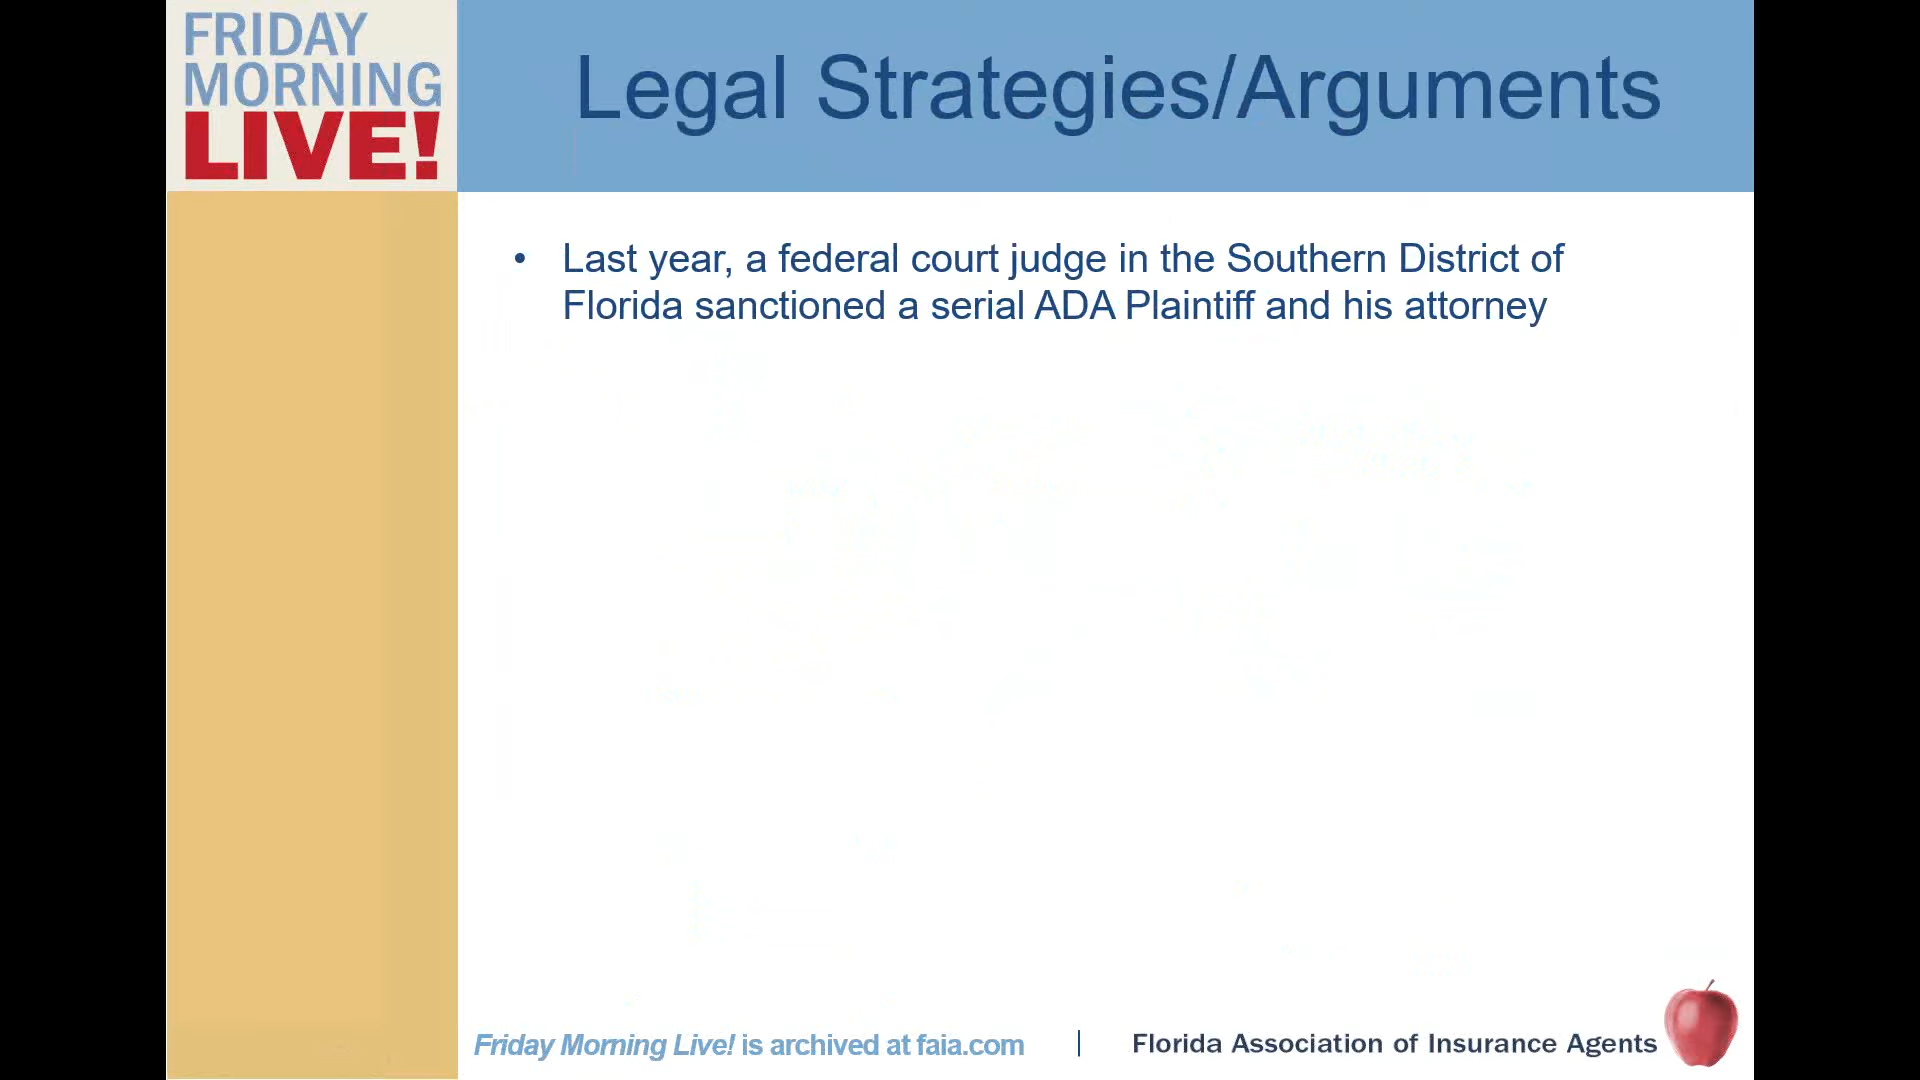 FRIDAY
MORNING
LIVE!
Legal Strategies/Arguments
• Last year, a federal court judge in the Southern District of
Florida sanctioned a serial ADA Plaintiff and his attorney
Friday Morning Live! is archived at faia.com | Florida Association of Insurance Agents